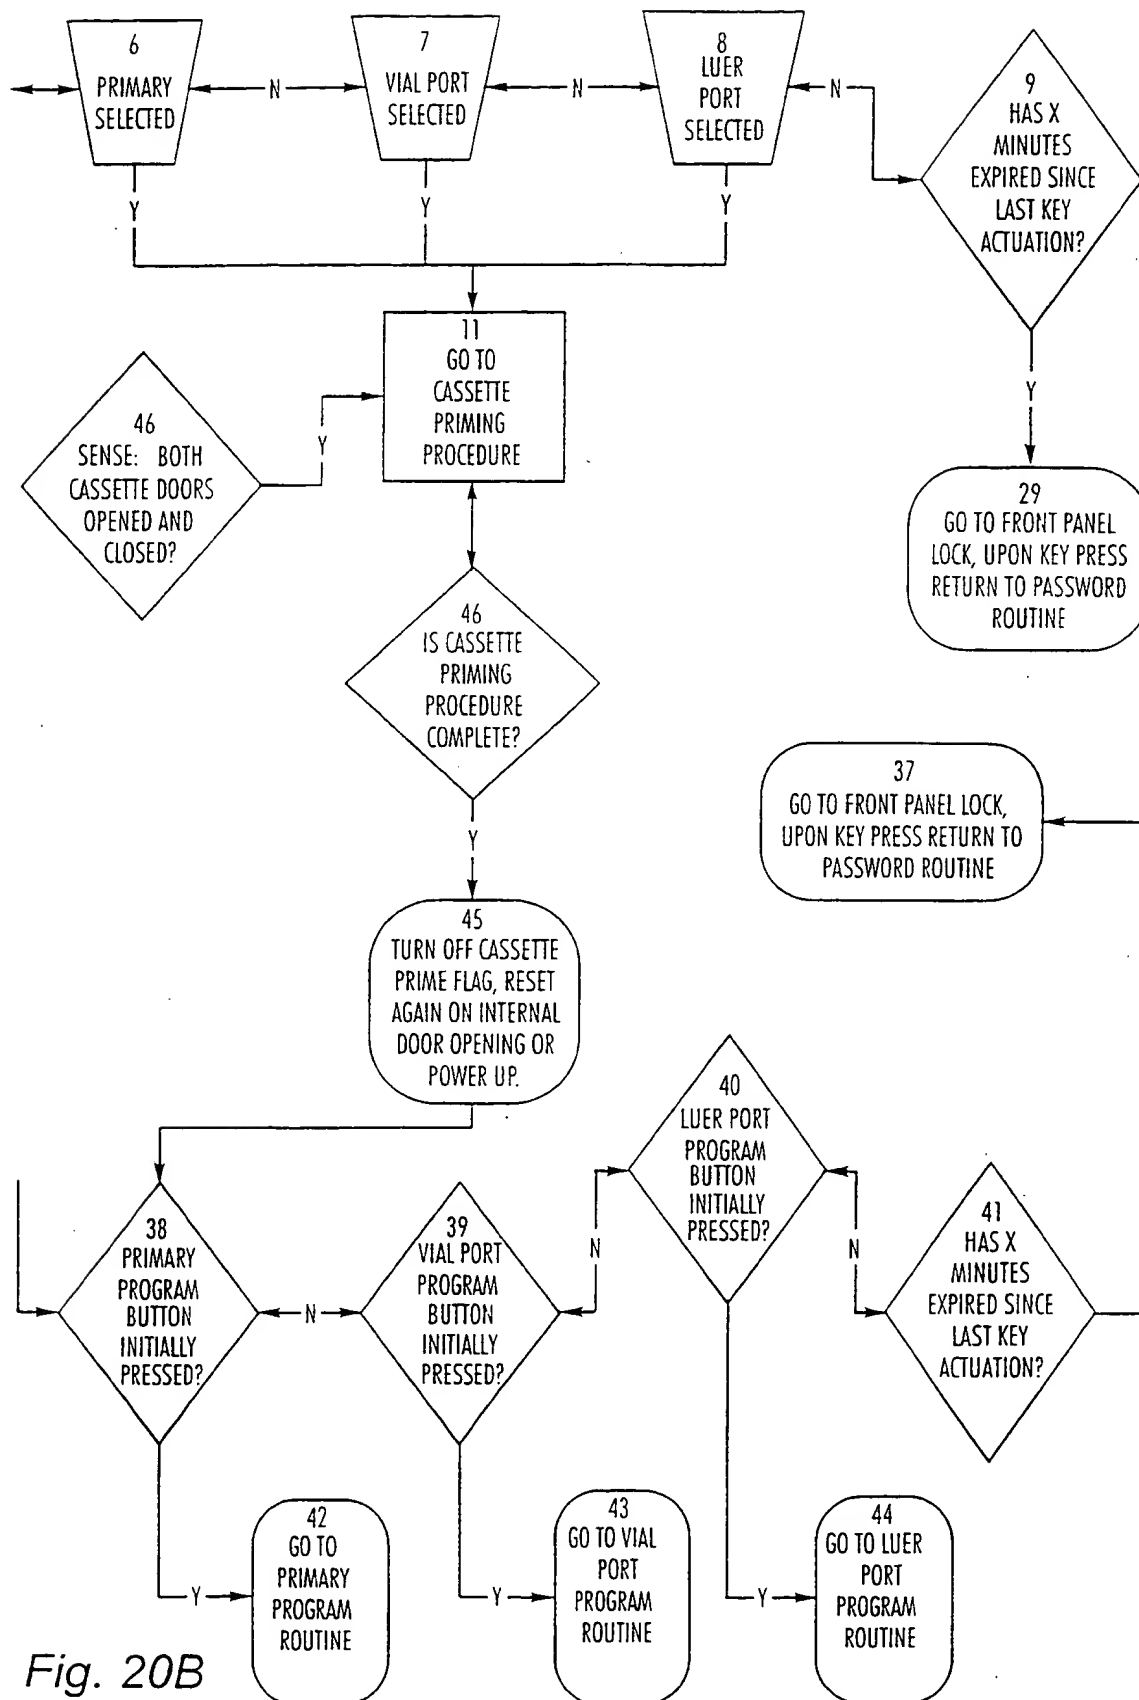 6
PRIMARY
SELECTED
N
7
VIAL PORT
SELECTED
N
8
LUER
PORT
SELECTED
N
9
HAS X
MINUTES
EXPIRED SINCE
LAST KEY
ACTUATION?
Y
Y
Y
Y
11
GO TO
CASSETTE
PRIMING
PROCEDURE
46
SENSE: BOTH
CASSETTE DOORS
OPENED AND
CLOSED?
Y
29
GO TO FRONT PANEL
LOCK, UPON KEY PRESS
RETURN TO PASSWORD
ROUTINE
46
IS CASSETTE
PRIMING
PROCEDURE
COMPLETE?
Y
37
GO TO FRONT PANEL LOCK,
UPON KEY PRESS RETURN TO
PASSWORD ROUTINE
45
TURN OFF CASSETTE
PRIME FLAG, RESET
AGAIN ON INTERNAL
DOOR OPENING OR
POWER UP.
38
PRIMARY
PROGRAM
BUTTON
INITIALLY
PRESSED?
N
39
VIAL PORT
PROGRAM
BUTTON
INITIALLY
PRESSED?
N
40
LUER PORT
PROGRAM
BUTTON
INITIALLY
PRESSED?
N
41
HAS X
MINUTES
EXPIRED SINCE
LAST KEY
ACTUATION?
Y
42
GO TO
PRIMARY
PROGRAM
ROUTINE
Y
43
GO TO VIAL
PORT
PROGRAM
ROUTINE
Y
44
GO TO LUER
PORT
PROGRAM
ROUTINE
Fig. 20B